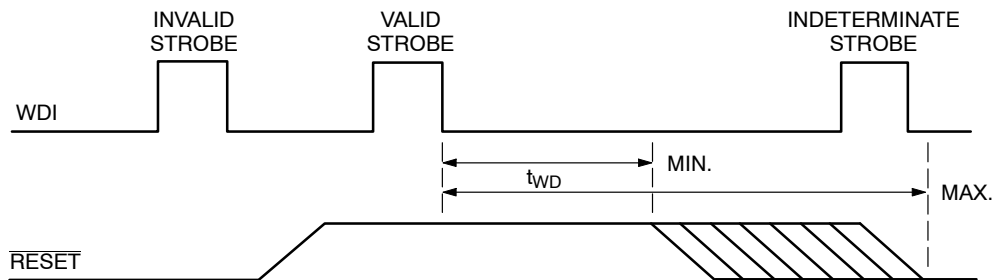 INVALID
STROBE
VALID
STROBE
INDETERMINATE
STROBE
WDI
MIN.
tWD
MAX.
RESET